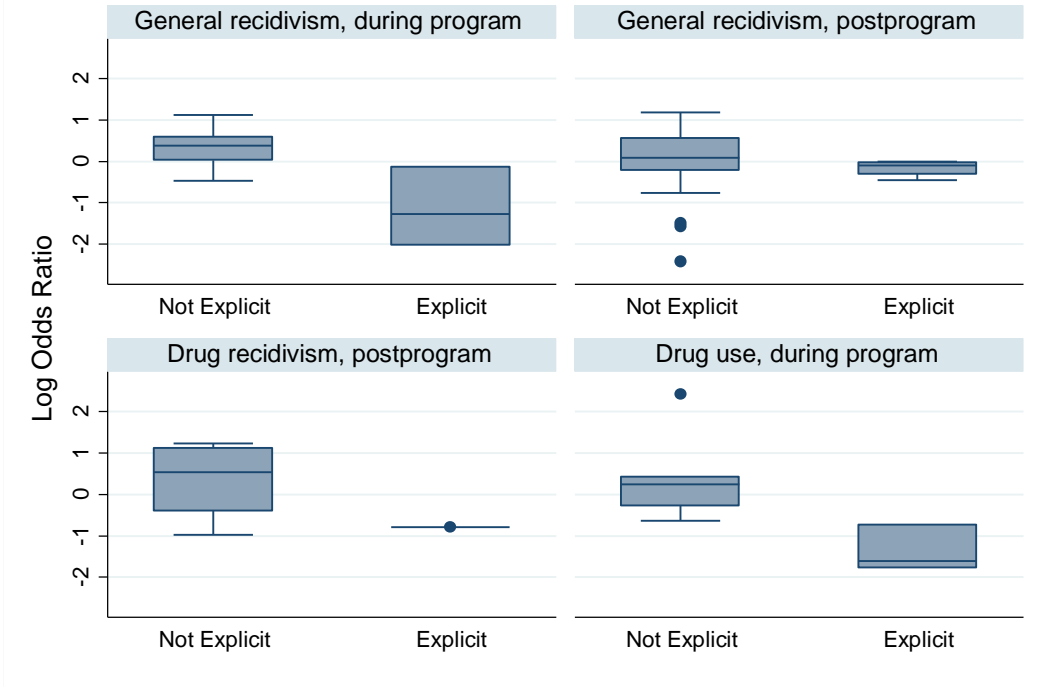 General recidivism, during program
General recidivism, postprogram
2
1
0
-1
-2
Not Explicit
Explicit
Not Explicit
Explicit
Log Odds Ratio
Drug recidivism, postprogram
Drug use, during program
2
1
0
-1
-2
Not Explicit
Explicit
Not Explicit
Explicit